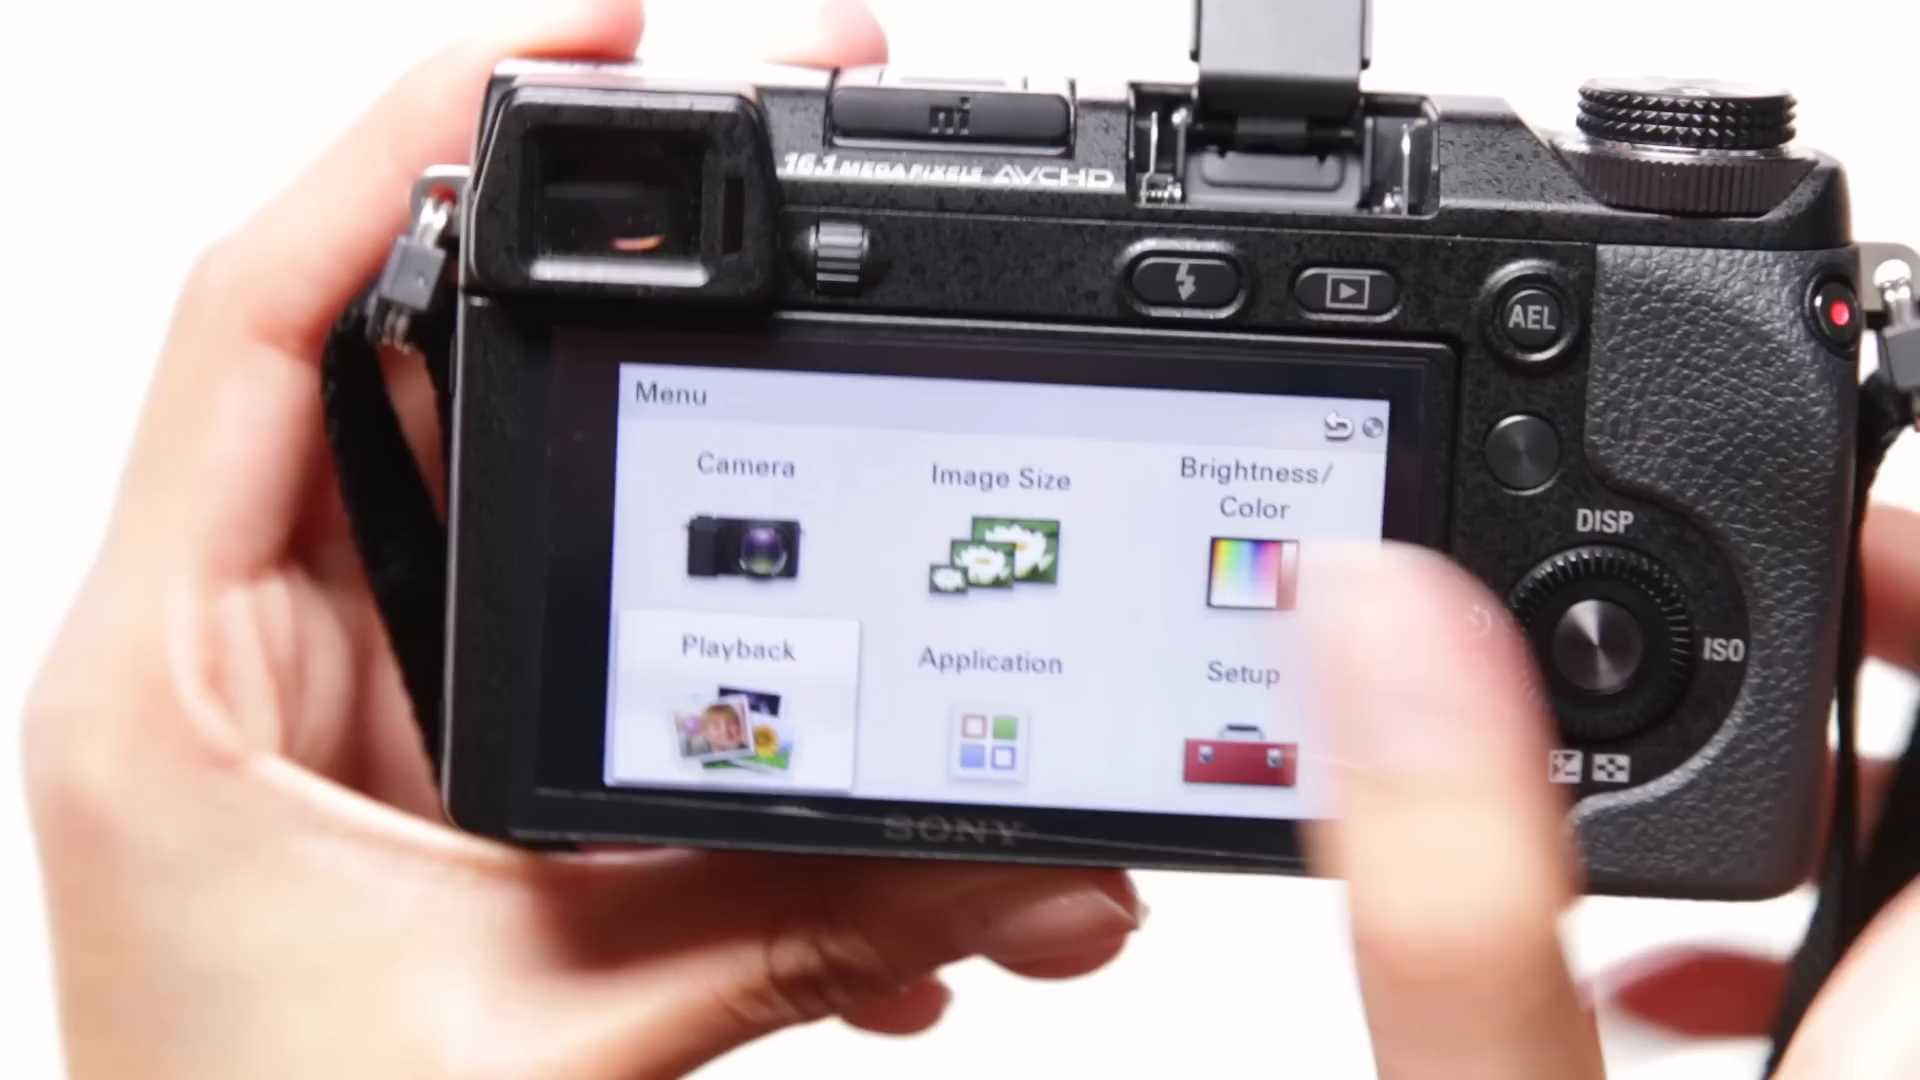 16.1 MEGA PIXELS AVCHD
AEL
Menu
Camera
Image Size
Brightness/
Color
DISP
Playback
Application
Setup
ISO
SONY